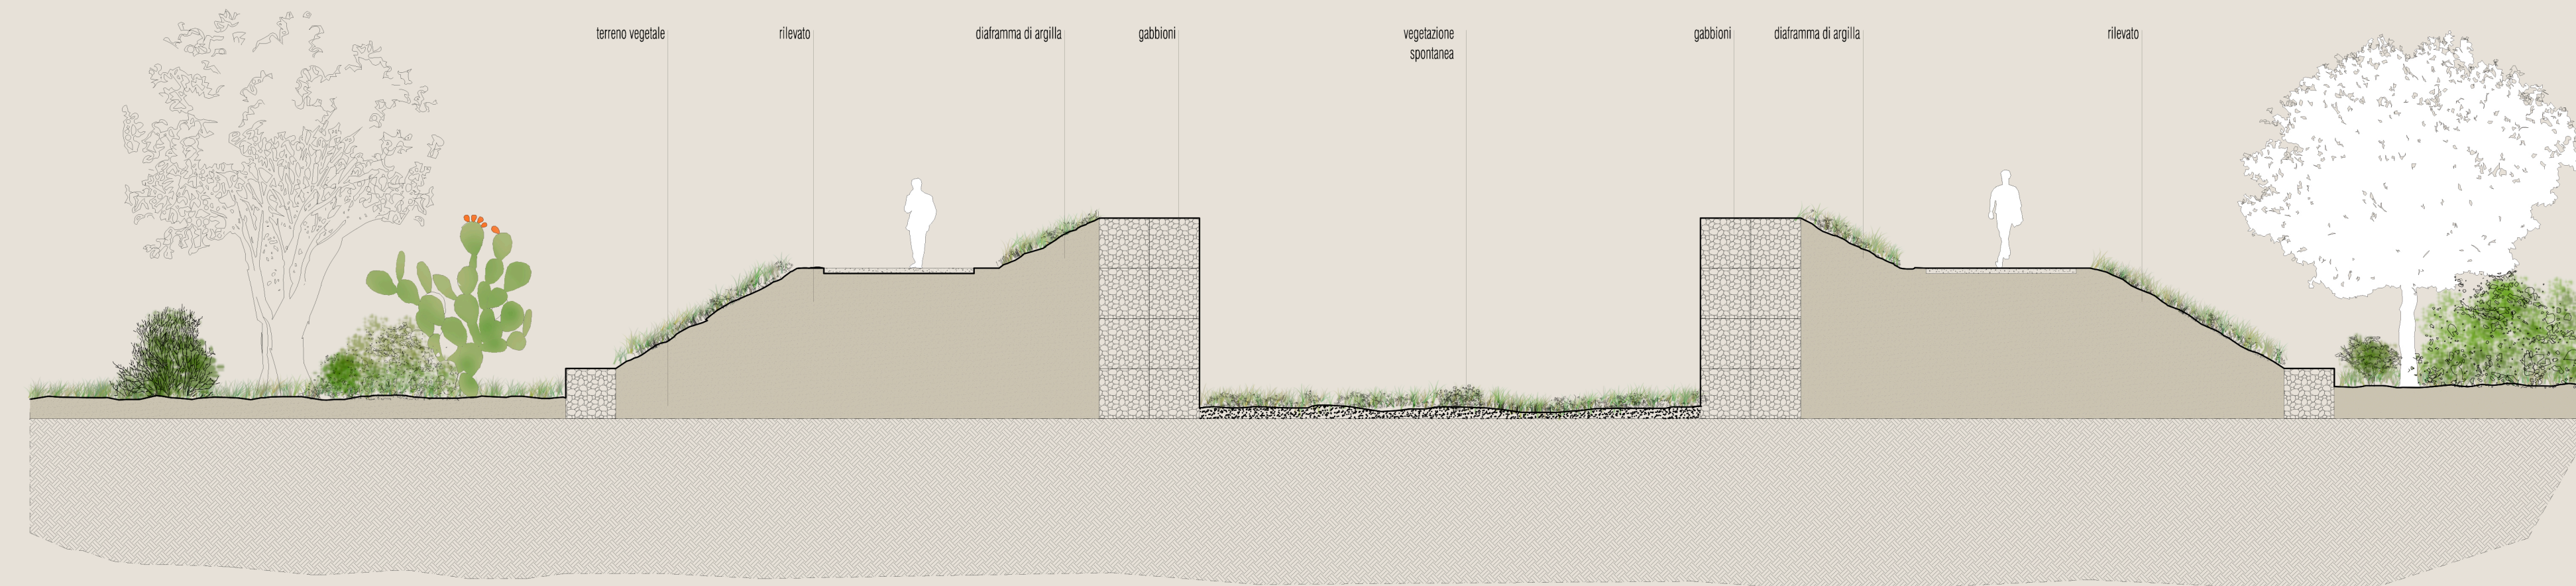 terreno vegetale
rilevato
diaframma di argilla
gabbioni
vegetazione
spontanea
gabbioni
diaframma di argilla
rilevato